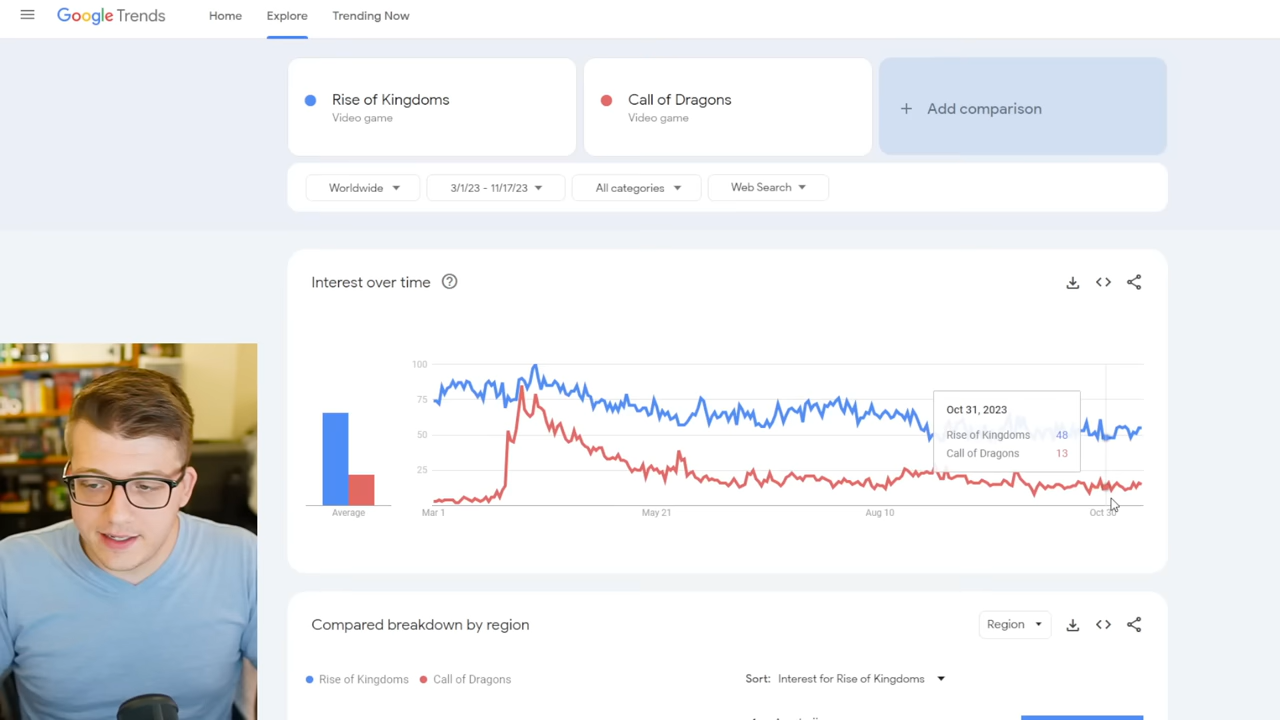 Google Trends
Home
Explore
Trending Now
Rise of Kingdoms
Video game
Call of Dragons
Video game
+ Add comparison
Worldwide
3/1/23 - 11/17/23
All categories
Web Search
Interest over time
100
75
50
25
Oct 31, 2023
Rise of Kingdoms 48
Call of Dragons 13
Average
Mar 1
May 21
Aug 10
Oct 30
Compared breakdown by region
Region
Rise of Kingdoms
Call of Dragons
Sort: Interest for Rise of Kingdoms